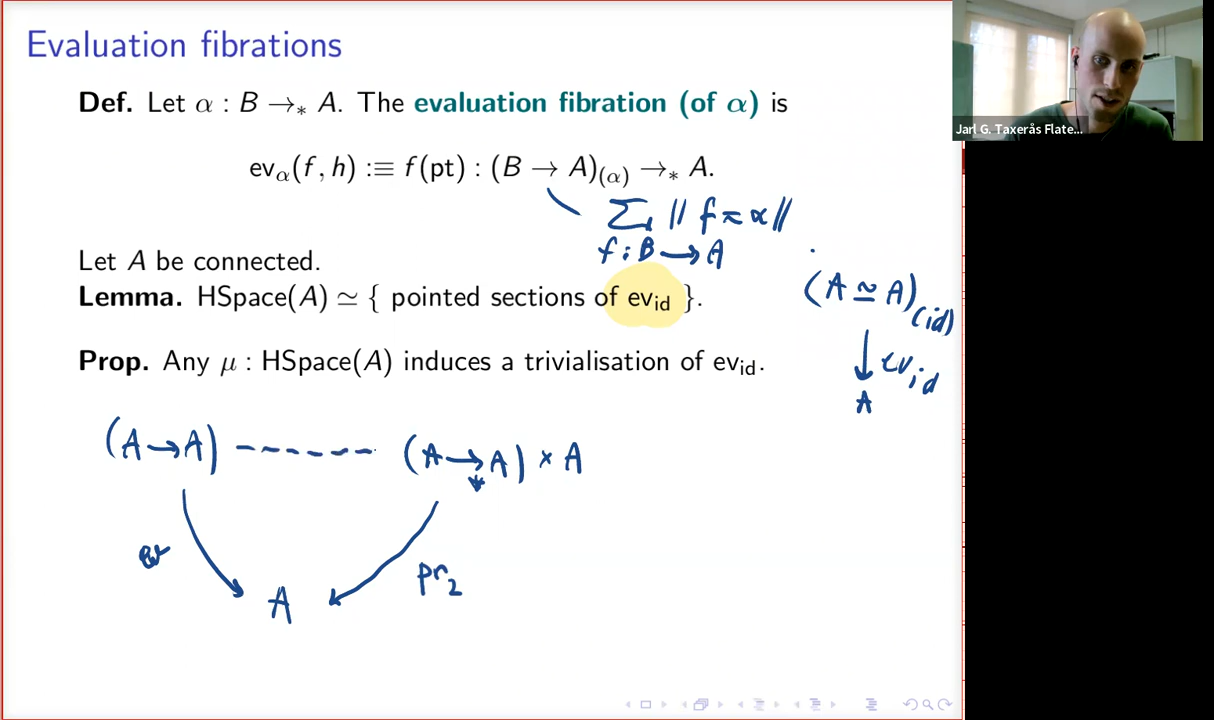 Evaluation fibrations
Def. Let α : B →∗ A. The evaluation fibration (of α) is
ev_α(f, h) :≡ f(pt) : (B → A)_(α) →∗ A.
∑ ‖ f = α ‖
f : B → A
Let A be connected.
Lemma. HSpace(A) ≃ { pointed sections of ev_id }.
(A ≃ A)_(id)
↓ ev_id
A
Prop. Any μ : HSpace(A) induces a trivialisation of ev_id.
(A → A) ------ (A →∗ A) × A
ev
pr₂
A
Jarl G. Taxerås Flate...